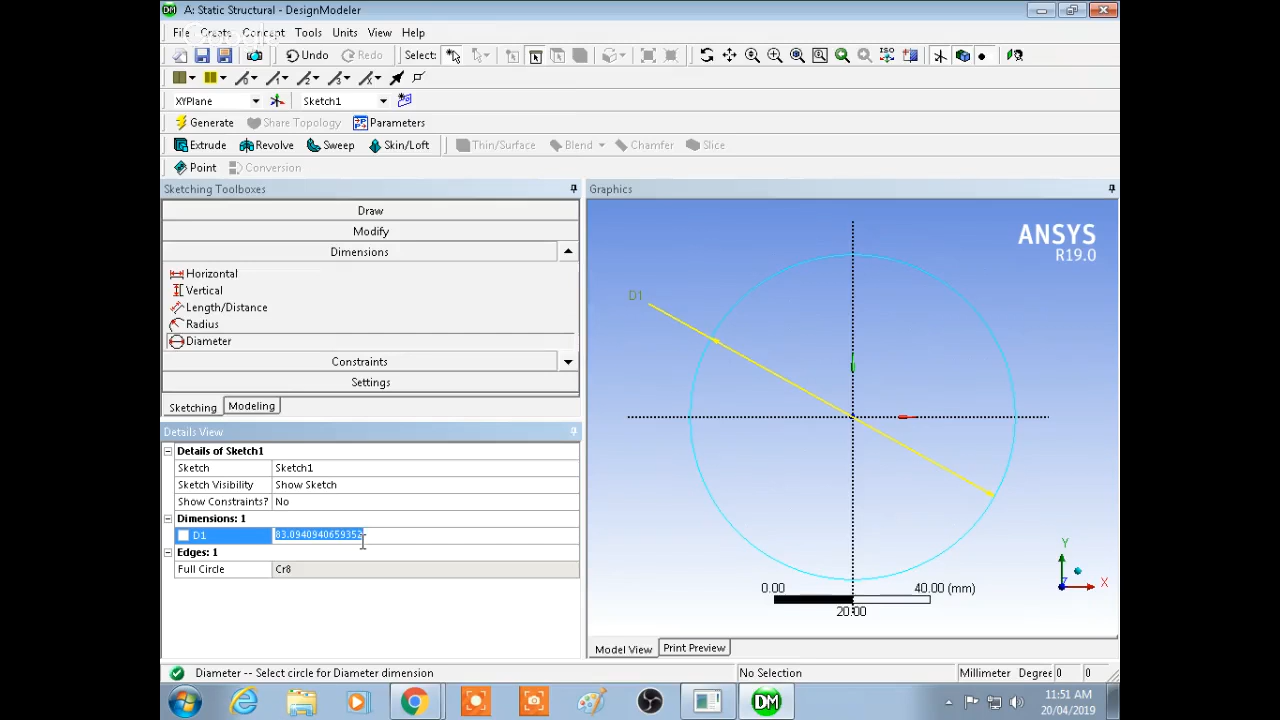 A: Static Structural - DesignModeler
File Create Concept Tools Units View Help
Undo Redo Select:
XYPlane Sketch1
Generate Share Topology Parameters
Extrude Revolve Sweep Skin/Loft Thin/Surface Blend Chamfer Slice
Point Conversion
Sketching Toolboxes
Draw
Modify
Dimensions
Horizontal
Vertical
Length/Distance
Radius
Diameter
Constraints
Settings
Sketching Modeling
Details View
Details of Sketch1
Sketch Sketch1
Sketch Visibility Show Sketch
Show Constraints? No
Dimensions: 1
D1 83.0940940659352
Edges: 1
Full Circle Cr8
Graphics
ANSYS
R19.0
D1
0.00 40.00 (mm)
20.00
Y
X
Z
Model View Print Preview
Diameter -- Select circle for Diameter dimension No Selection Millimeter Degree 0 0
DM
11:51 AM
20/04/2019